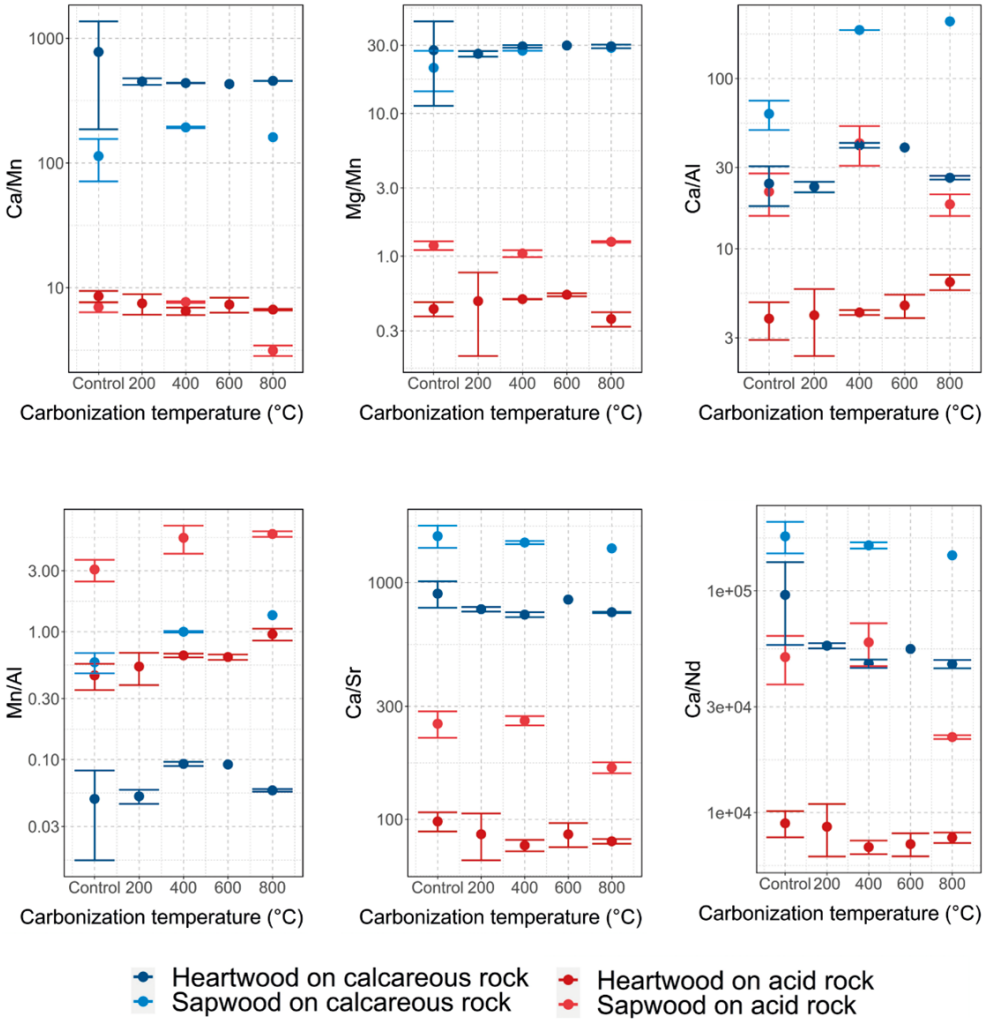 1000
100
10
Ca/Mn
Control 200 400 600 800
Carbonization temperature (°C)
30.0
10.0
3.0
1.0
0.3
Mg/Mn
Control 200 400 600 800
Carbonization temperature (°C)
100
30
10
3
Ca/Al
Control 200 400 600 800
Carbonization temperature (°C)
3.00
1.00
0.30
0.10
0.03
Mn/Al
Control 200 400 600 800
Carbonization temperature (°C)
1000
300
100
Ca/Sr
Control 200 400 600 800
Carbonization temperature (°C)
1e+05
3e+04
1e+04
Ca/Nd
Control 200 400 600 800
Carbonization temperature (°C)
Heartwood on calcareous rock
Sapwood on calcareous rock
Heartwood on acid rock
Sapwood on acid rock